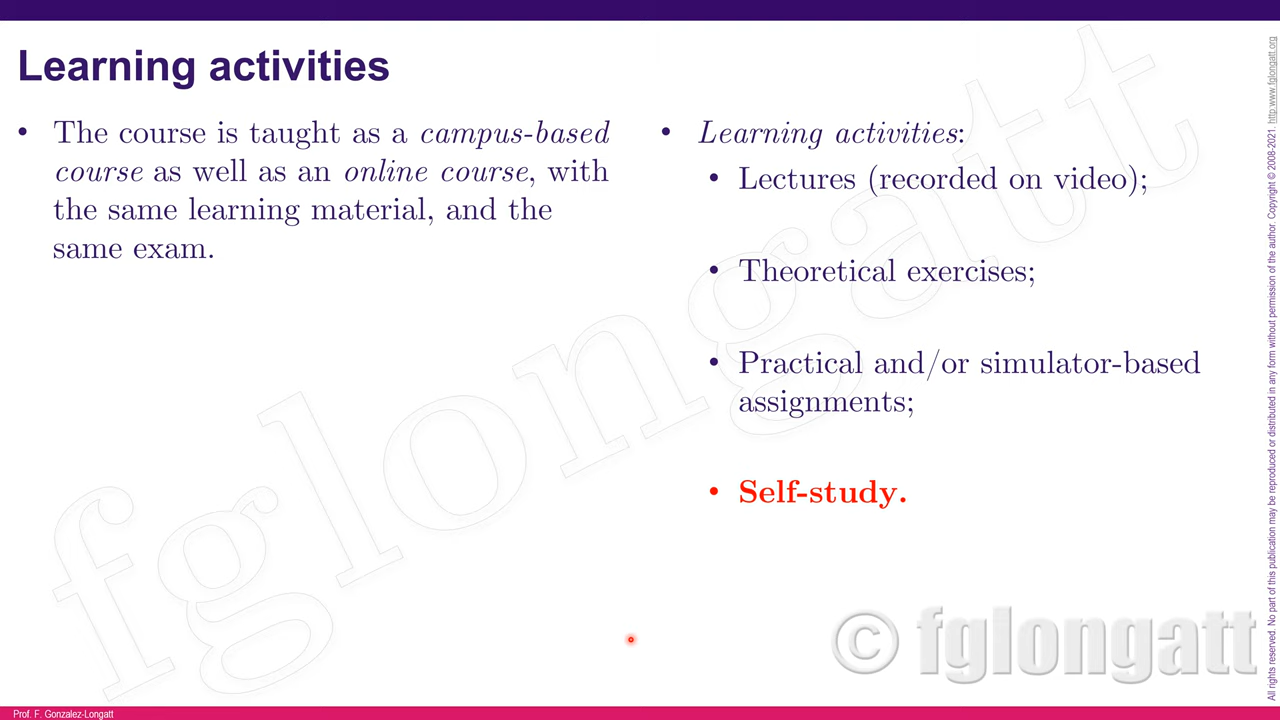 Learning activities
• The course is taught as a campus-based
course as well as an online course, with
the same learning material, and the
same exam.
• Learning activities:
• Lectures (recorded on video);
• Theoretical exercises;
• Practical and/or simulator-based
assignments;
• Self-study.
fglongatt
© fglongatt
All rights reserved. No part of this publication may be reproduced or distributed in any form without permission of the author. Copyright © 2008-2021. http:www.fglongatt.org
Prof. F. Gonzalez-Longatt